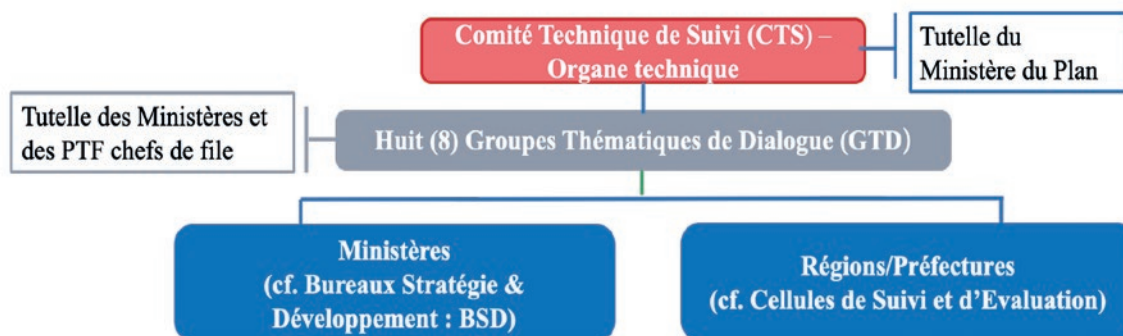 Comité Technique de Suivi (CTS) –
Organe technique
Tutelle du
Ministère du Plan
Tutelle des Ministères et
des PTF chefs de file
Huit (8) Groupes Thématiques de Dialogue (GTD)
Ministères
(cf. Bureaux Stratégie &
Développement : BSD)
Régions/Préfectures
(cf. Cellules de Suivi et d’Evaluation)